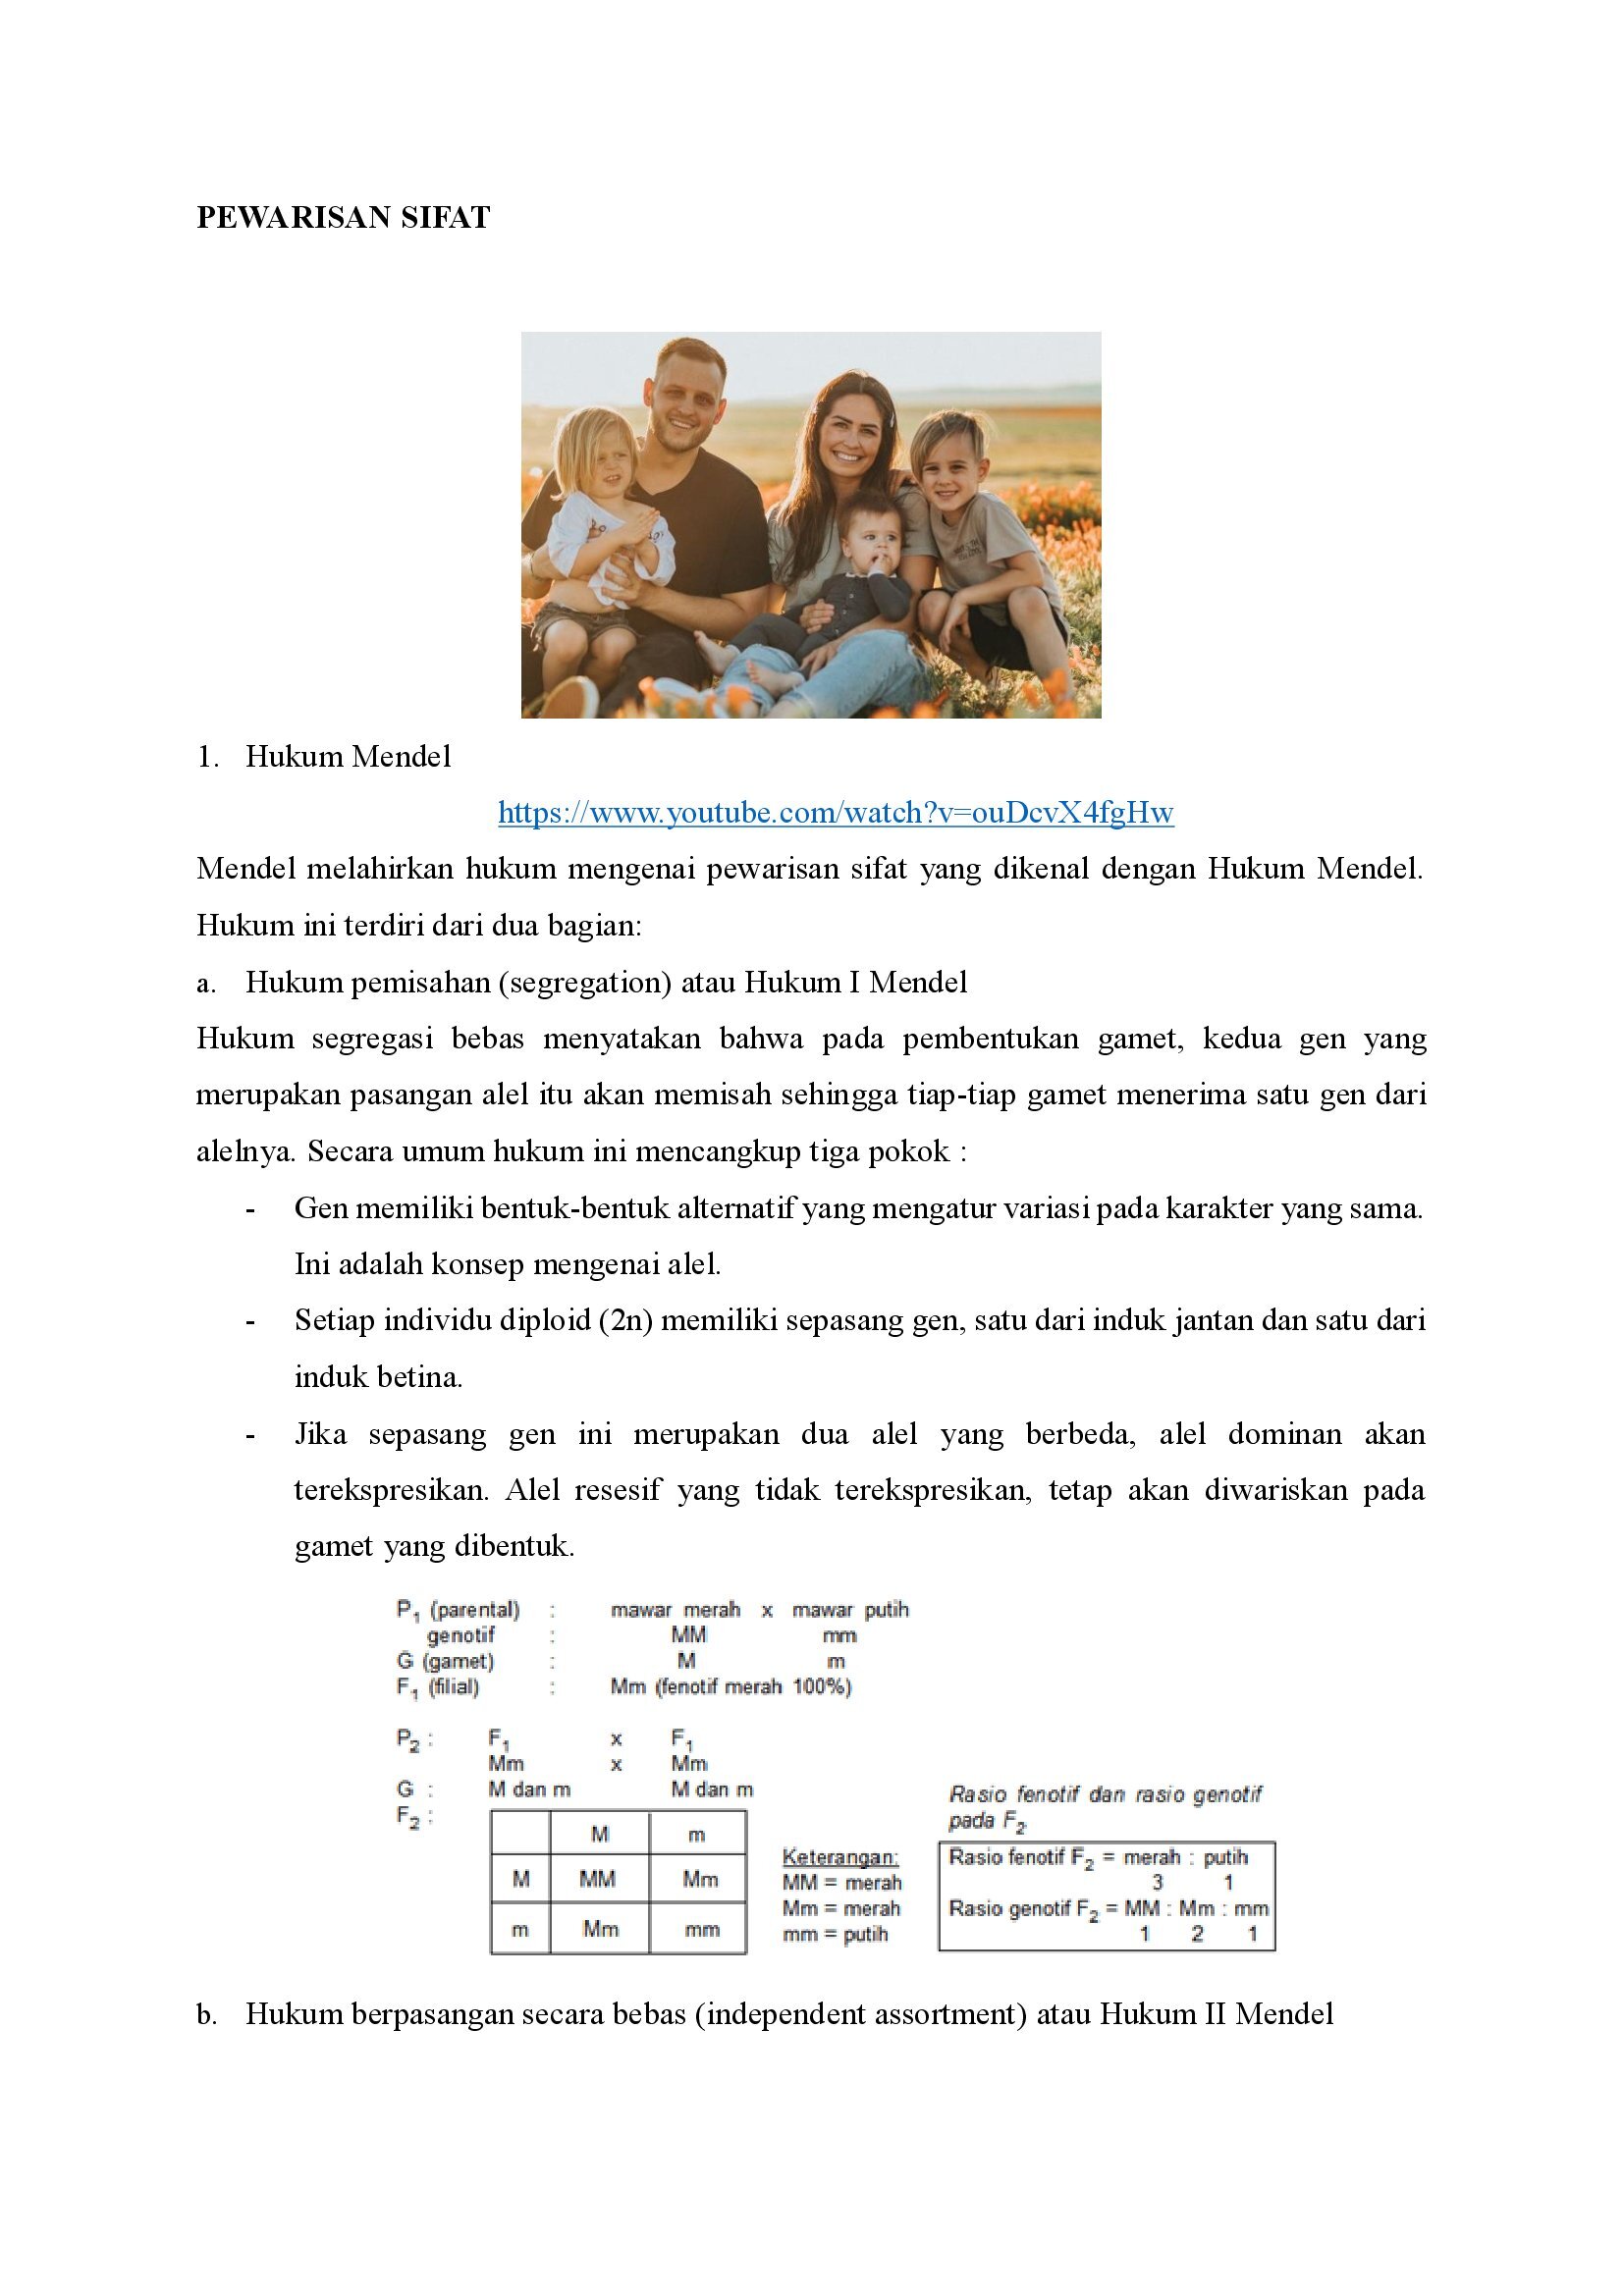 PEWARISAN SIFAT
1. Hukum Mendel
https://www.youtube.com/watch?v=ouDcvX4fgHw
Mendel melahirkan hukum mengenai pewarisan sifat yang dikenal dengan Hukum Mendel.
Hukum ini terdiri dari dua bagian:
a. Hukum pemisahan (segregation) atau Hukum I Mendel
Hukum segregasi bebas menyatakan bahwa pada pembentukan gamet, kedua gen yang
merupakan pasangan alel itu akan memisah sehingga tiap-tiap gamet menerima satu gen dari
alelnya. Secara umum hukum ini mencangkup tiga pokok :
- Gen memiliki bentuk-bentuk alternatif yang mengatur variasi pada karakter yang sama.
Ini adalah konsep mengenai alel.
- Setiap individu diploid (2n) memiliki sepasang gen, satu dari induk jantan dan satu dari
induk betina.
- Jika sepasang gen ini merupakan dua alel yang berbeda, alel dominan akan
terekspresikan. Alel resesif yang tidak terekspresikan, tetap akan diwariskan pada
gamet yang dibentuk.
P₁ (parental) : mawar merah x mawar putih
genotif : MM mm
G (gamet) : M m
F₁ (filial) : Mm (fenotif merah 100%)
P₂ : F₁ x F₁
Mm x Mm
G : M dan m M dan m
F₂ :
M m
M MM Mm
m Mm mm
Keterangan:
MM = merah
Mm = merah
mm = putih
Rasio fenotif dan rasio genotif
pada F₂
Rasio fenotif F₂ = merah : putih
3 1
Rasio genotif F₂ = MM : Mm : mm
1 2 1
b. Hukum berpasangan secara bebas (independent assortment) atau Hukum II Mendel